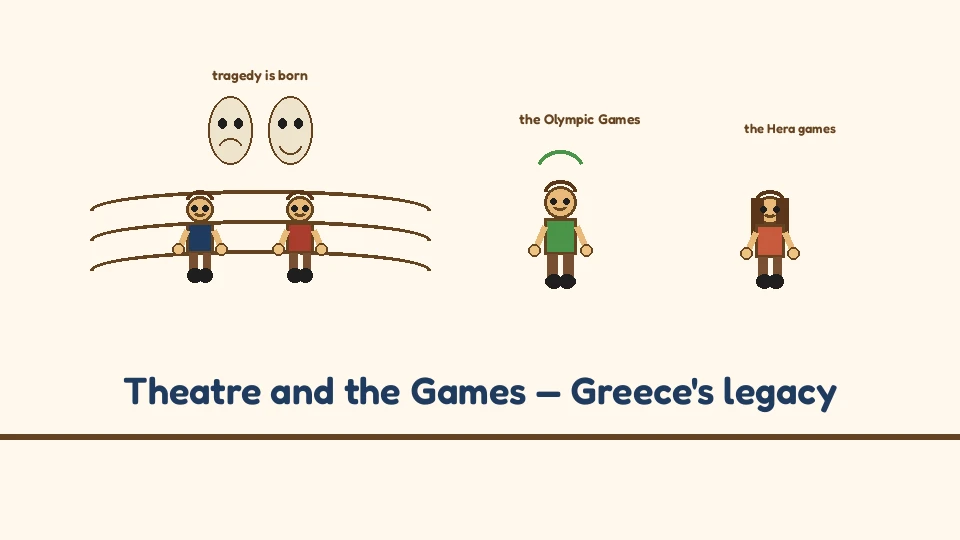 tragedy is born
the Olympic Games
the Hera games
Theatre and the Games — Greece's legacy